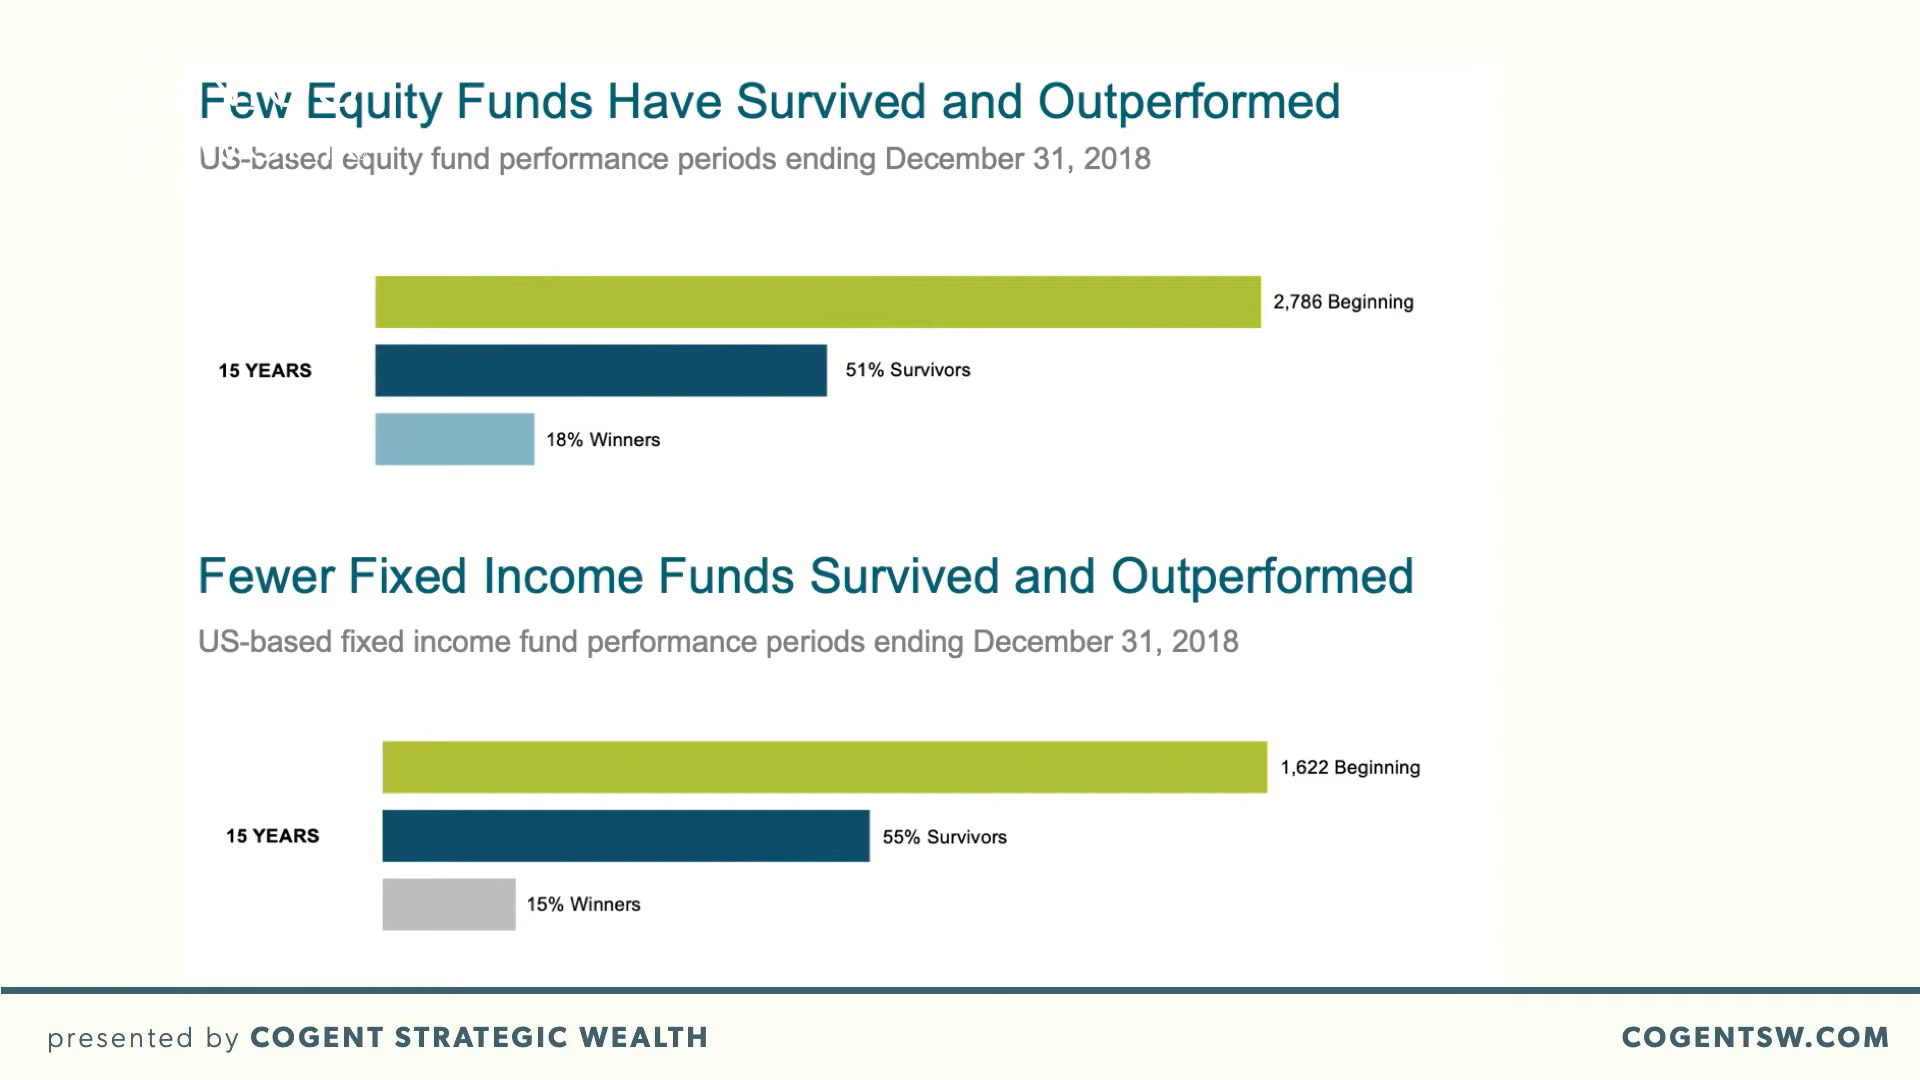 Few Equity Funds Have Survived and Outperformed
US-based equity fund performance periods ending December 31, 2018
2,786 Beginning
15 YEARS
51% Survivors
18% Winners
Fewer Fixed Income Funds Survived and Outperformed
US-based fixed income fund performance periods ending December 31, 2018
1,622 Beginning
15 YEARS
55% Survivors
15% Winners
presented by COGENT STRATEGIC WEALTH
COGENTSW.COM